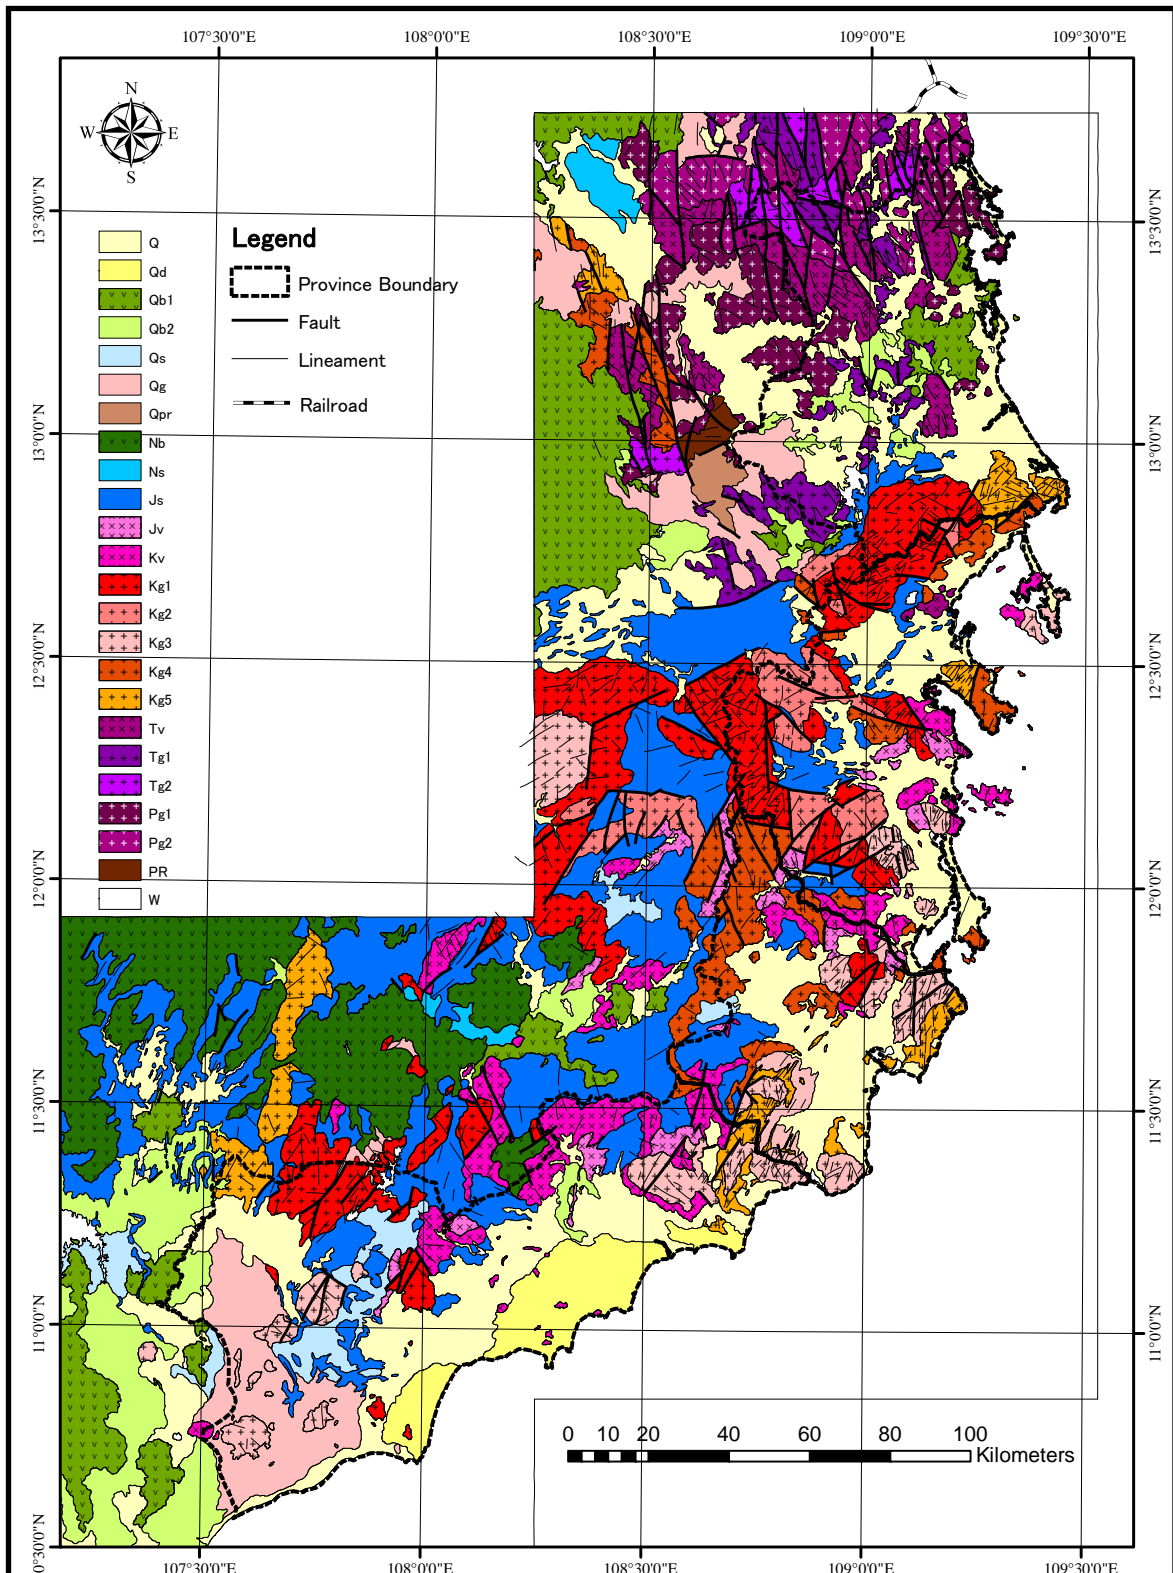 107°30'0"E 108°0'0"E 108°30'0"E 109°0'0"E 109°30'0"E
N
W E
S
13°30'0"N 13°30'0"N
Legend
Province Boundary
Fault
Lineament
Railroad
Q
Qd
Qb1
Qb2
Qs
Qg
Qpr
Nb
Ns
Js
Jv
Kv
Kg1
Kg2
Kg3
Kg4
Kg5
Tv
Tg1
Tg2
Pg1
Pg2
PR
W
13°0'0"N 13°0'0"N
12°30'0"N 12°30'0"N
12°0'0"N 12°0'0"N
11°30'0"N 11°30'0"N
11°0'0"N 11°0'0"N
0 10 20 40 60 80 100
Kilometers
0°30'0"N
107°30'0"E 108°0'0"E 108°30'0"E 109°0'0"E 109°30'0"E